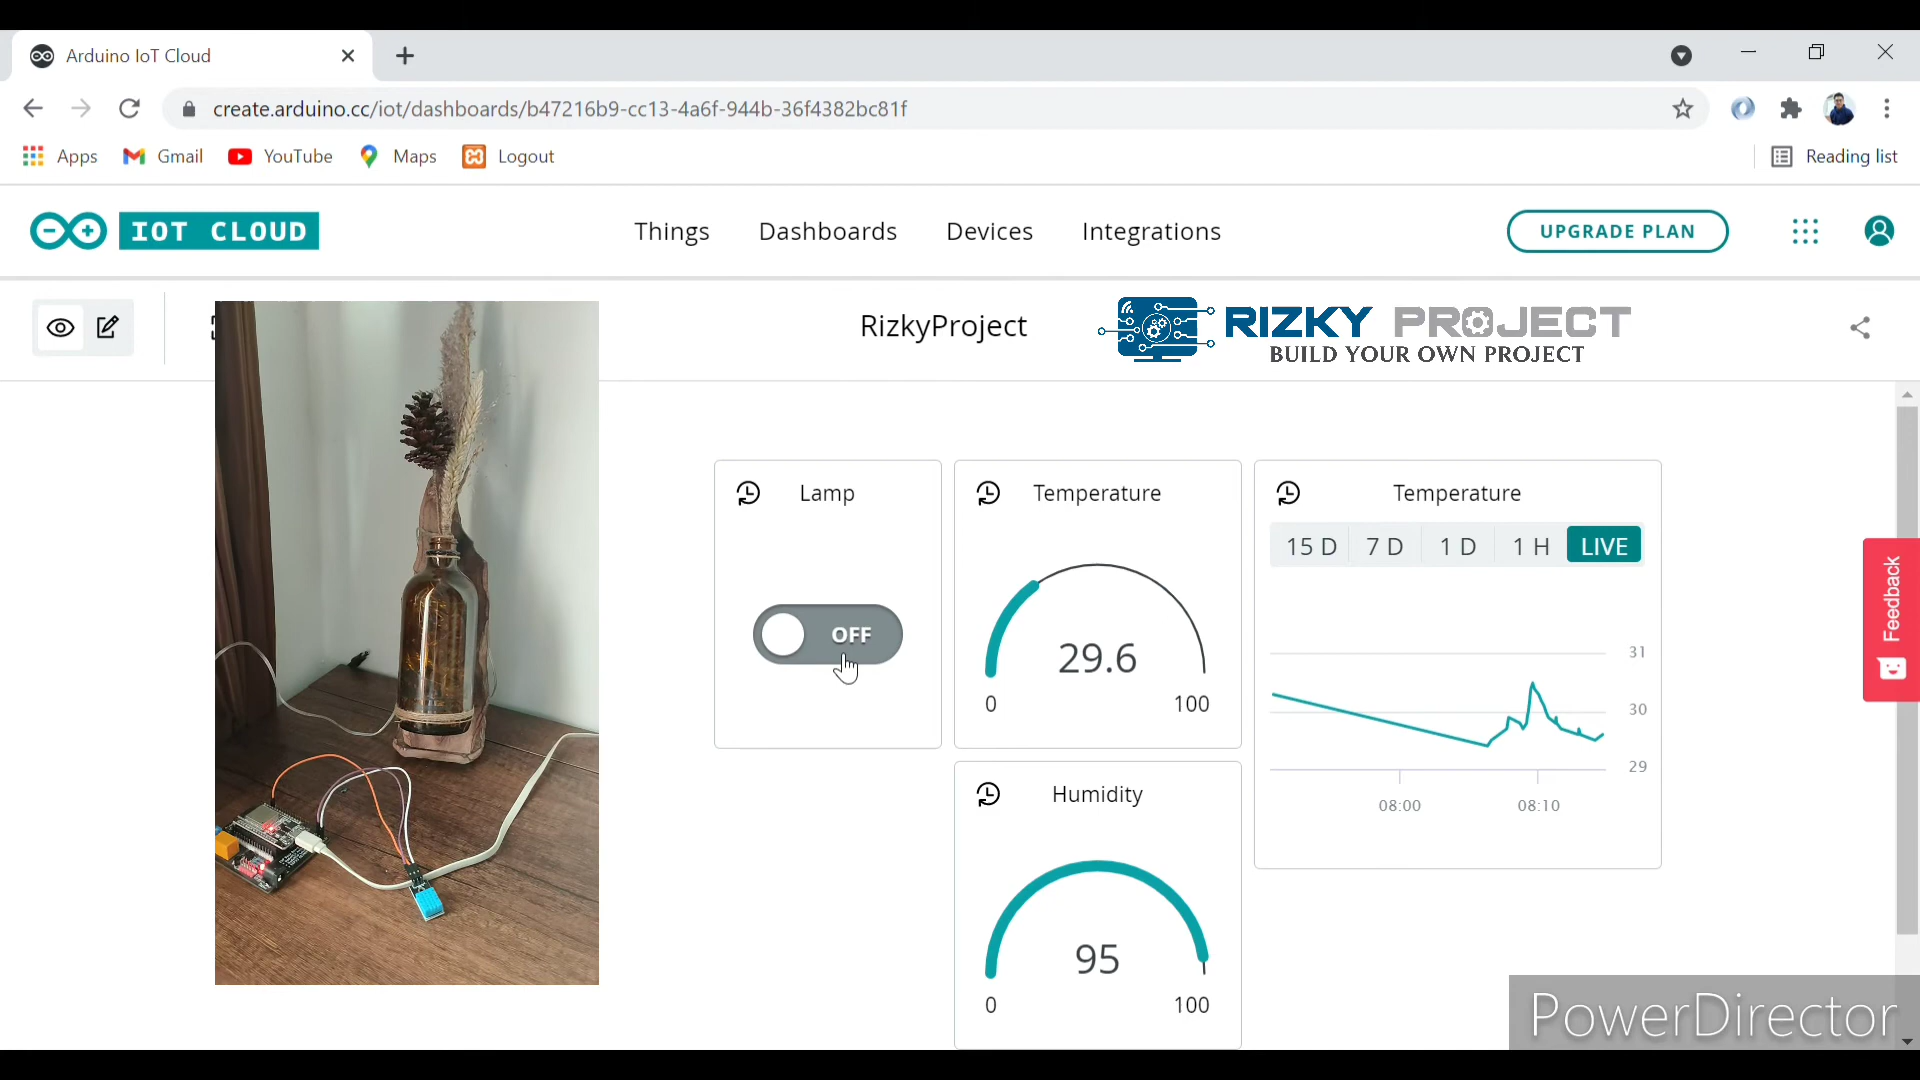 Arduino IoT Cloud
create.arduino.cc/iot/dashboards/b47216b9-cc13-4a6f-944b-36f4382bc81f
Apps Gmail YouTube Maps Logout Reading list
IOT CLOUD Things Dashboards Devices Integrations UPGRADE PLAN
RizkyProject
RIZKY PROJECT
BUILD YOUR OWN PROJECT
Lamp
OFF
Temperature
29.6
0 100
Temperature
15 D 7 D 1 D 1 H LIVE
31
30
29
08:00 08:10
Humidity
95
0 100
Feedback
PowerDirector